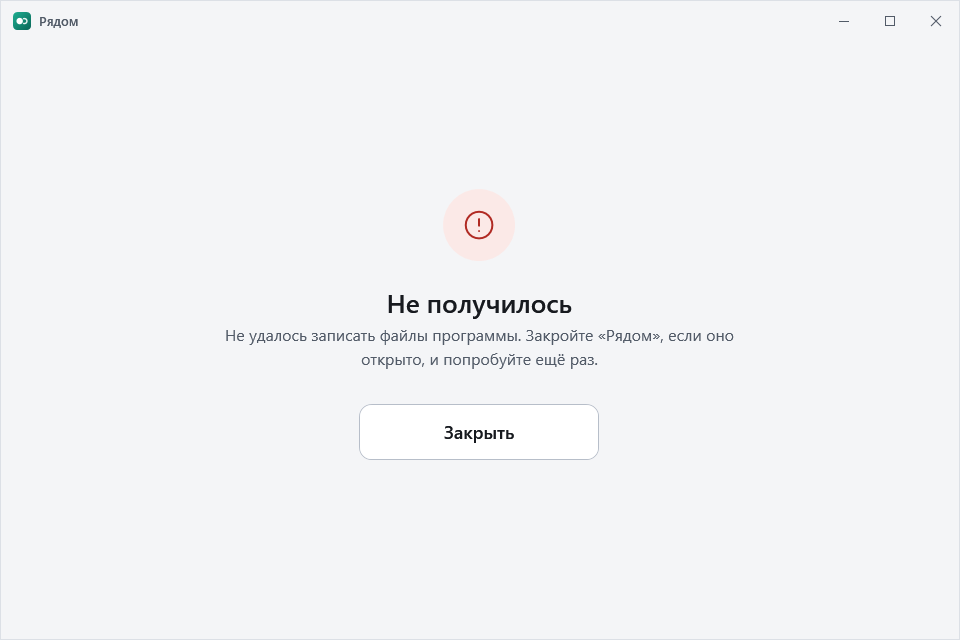 Рядом
Не получилось
Не удалось записать файлы программы. Закройте «Рядом», если оно
открыто, и попробуйте ещё раз.
Закрыть